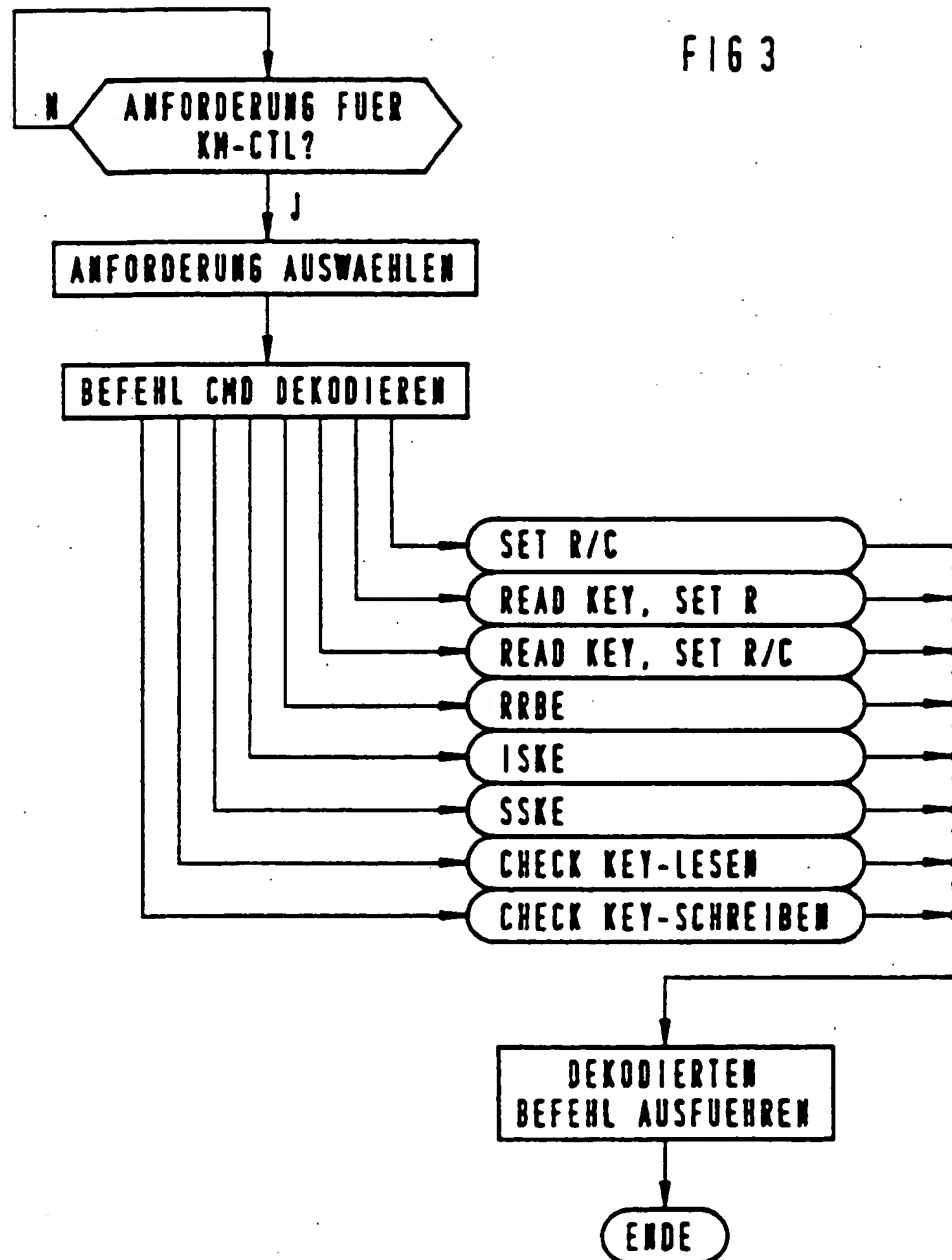 FIG 3
ANFORDERUNG FUER
KM-CTL?
N
J
ANFORDERUNG AUSWAEHLEN
BEFEHL CMD DEKODIEREN
SET R/C
READ KEY, SET R
READ KEY, SET R/C
RRBE
ISKE
SSKE
CHECK KEY-LESEN
CHECK KEY-SCHREIBEN
DEKODIERTEN
BEFEHL AUSFUEHREN
ENDE